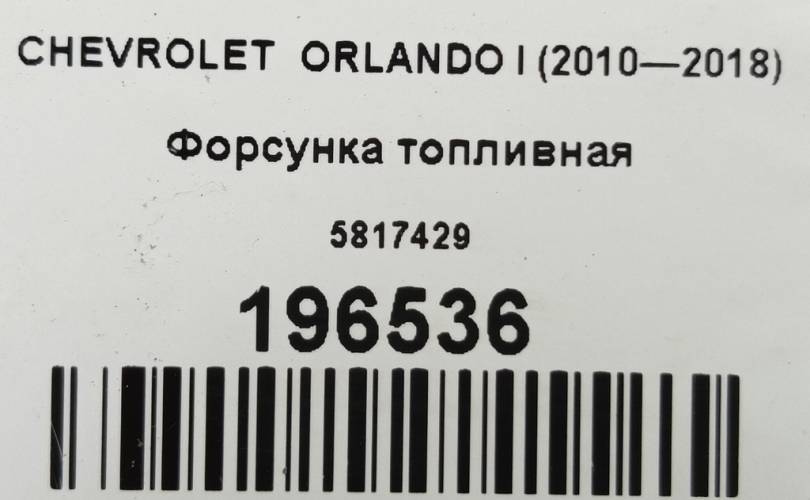 CHEVROLET ORLANDO I (2010—2018)
Форсунка топливная
5817429
196536